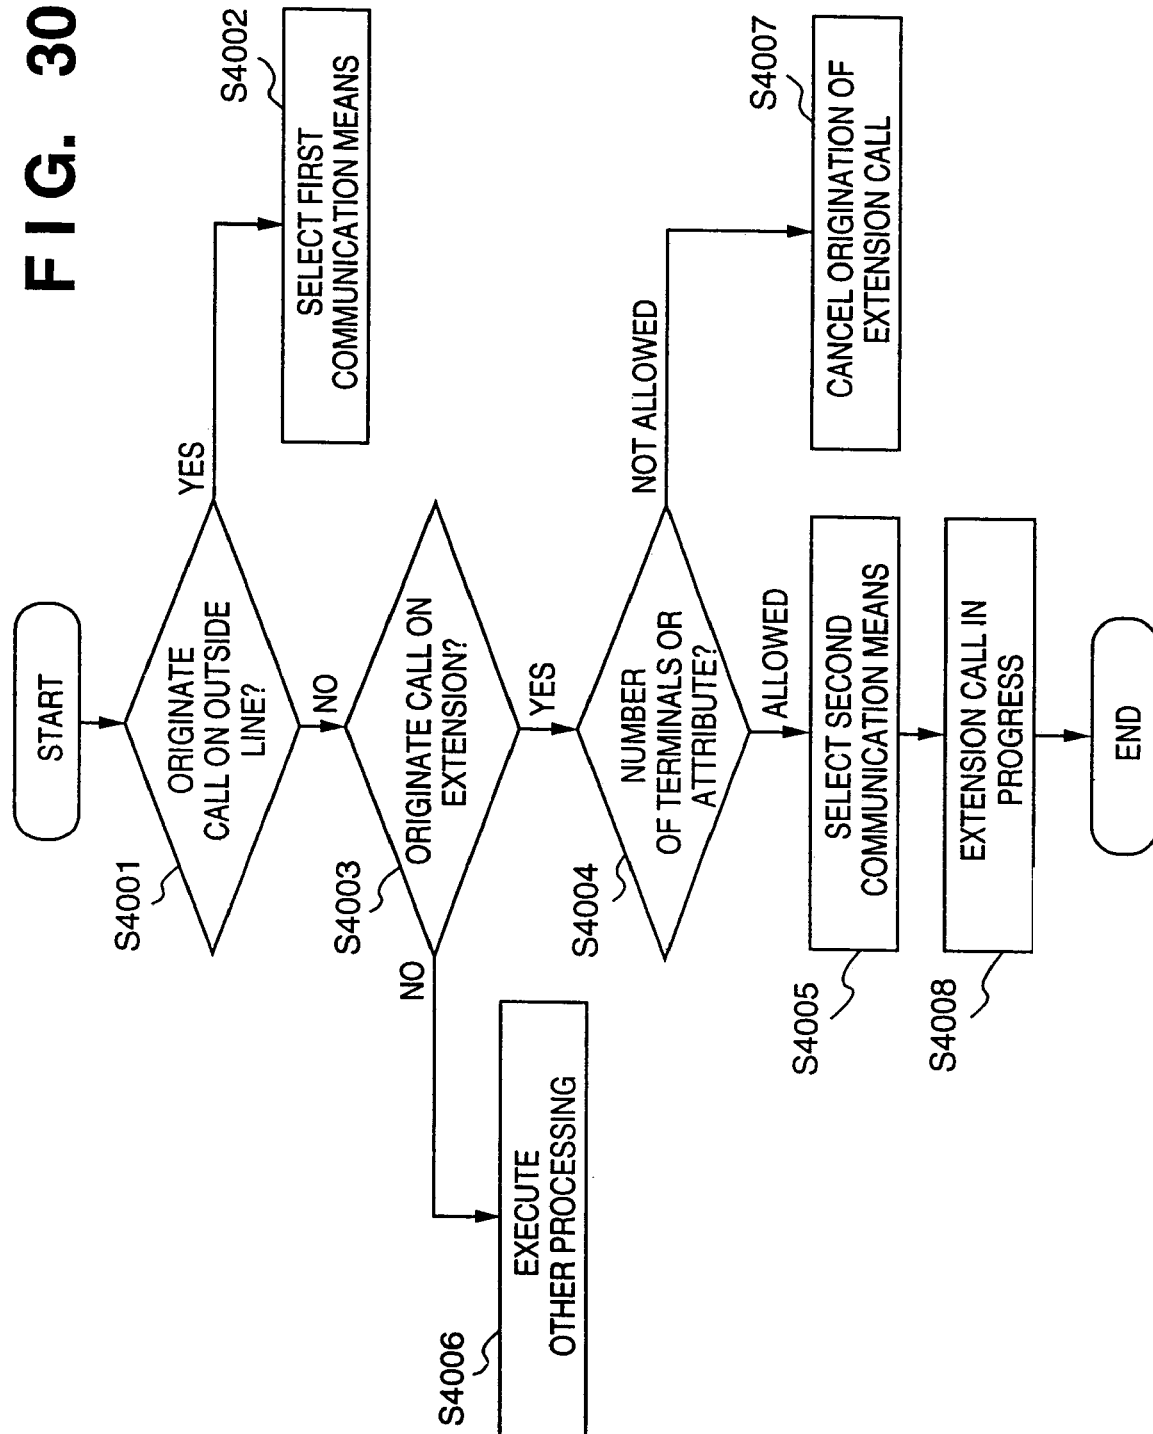 FIG. 30
START
S4001
ORIGINATE
CALL ON OUTSIDE
LINE?
YES
S4002
SELECT FIRST
COMMUNICATION MEANS
NO
S4003
ORIGINATE CALL ON
EXTENSION?
NO
S4006
EXECUTE
OTHER PROCESSING
YES
S4004
NUMBER
OF TERMINALS OR
ATTRIBUTE?
NOT ALLOWED
S4007
CANCEL ORIGINATION OF
EXTENSION CALL
ALLOWED
S4005
SELECT SECOND
COMMUNICATION MEANS
S4008
EXTENSION CALL IN
PROGRESS
END